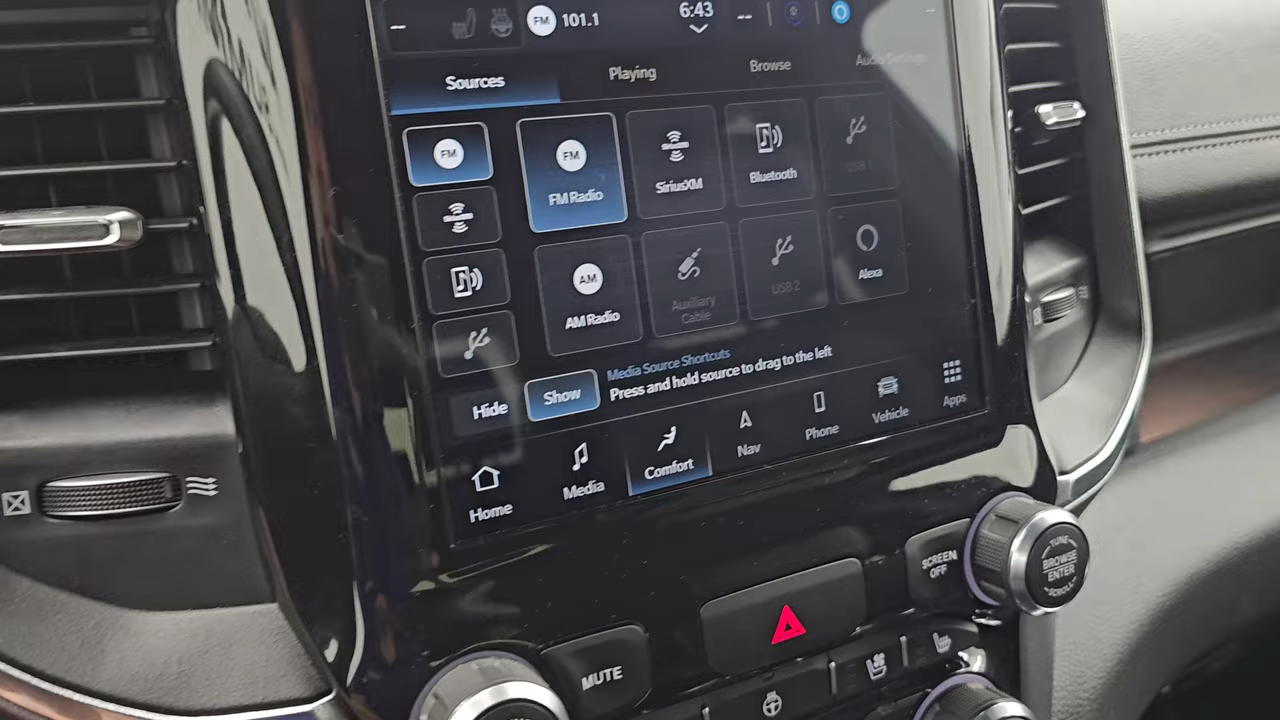 FM 101.1
6:43
Sources
Playing
Browse
Audio Settings
FM
FM
FM Radio
SiriusXM
Bluetooth
USB 1
AM
AM Radio
Auxiliary
Cable
USB 2
Alexa
Media Source Shortcuts
Hide
Show
Press and hold source to drag to the left
Home
Media
Comfort
Nav
Phone
Vehicle
Apps
SCREEN
OFF
TUNE
BROWSE
ENTER
SCROLL
MUTE